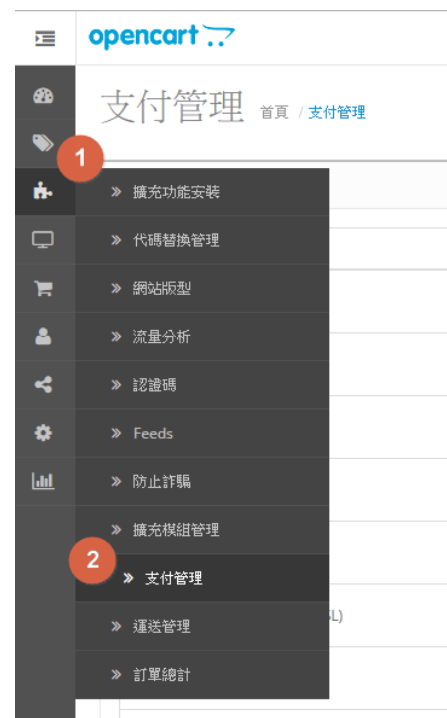 opencart
支付管理 首頁 / 支付管理
1
擴充功能安裝
代碼替換管理
網站版型
流量分析
認證碼
Feeds
防止詐騙
擴充模組管理
2
支付管理
運送管理
L)
訂單總計